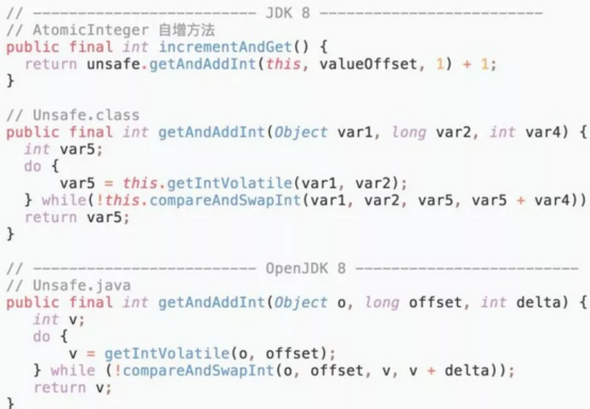 // ------------------------- JDK 8 -------------------------
// AtomicInteger 自增方法
public final int incrementAndGet() {
  return unsafe.getAndAddInt(this, valueOffset, 1) + 1;
}
// Unsafe.class
public final int getAndAddInt(Object var1, long var2, int var4) {
  int var5;
  do {
      var5 = this.getIntVolatile(var1, var2);
  } while(!this.compareAndSwapInt(var1, var2, var5, var5 + var4))
  return var5;
}
// ------------------------- OpenJDK 8 -------------------------
// Unsafe.java
public final int getAndAddInt(Object o, long offset, int delta) {
   int v;
   do {
       v = getIntVolatile(o, offset);
   } while (!compareAndSwapInt(o, offset, v, v + delta));
   return v;
}